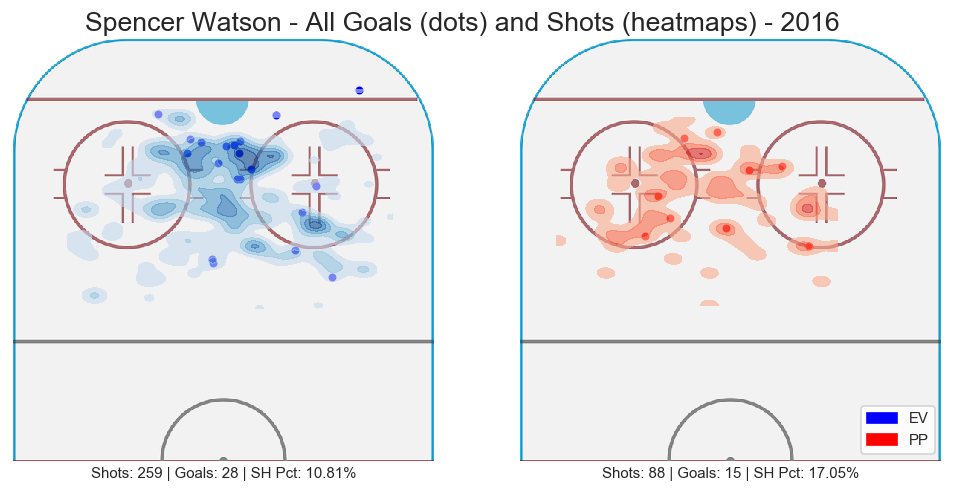 Spencer Watson - All Goals (dots) and Shots (heatmaps) - 2016
EV
PP
Shots: 259 | Goals: 28 | SH Pct: 10.81%
Shots: 88 | Goals: 15 | SH Pct: 17.05%